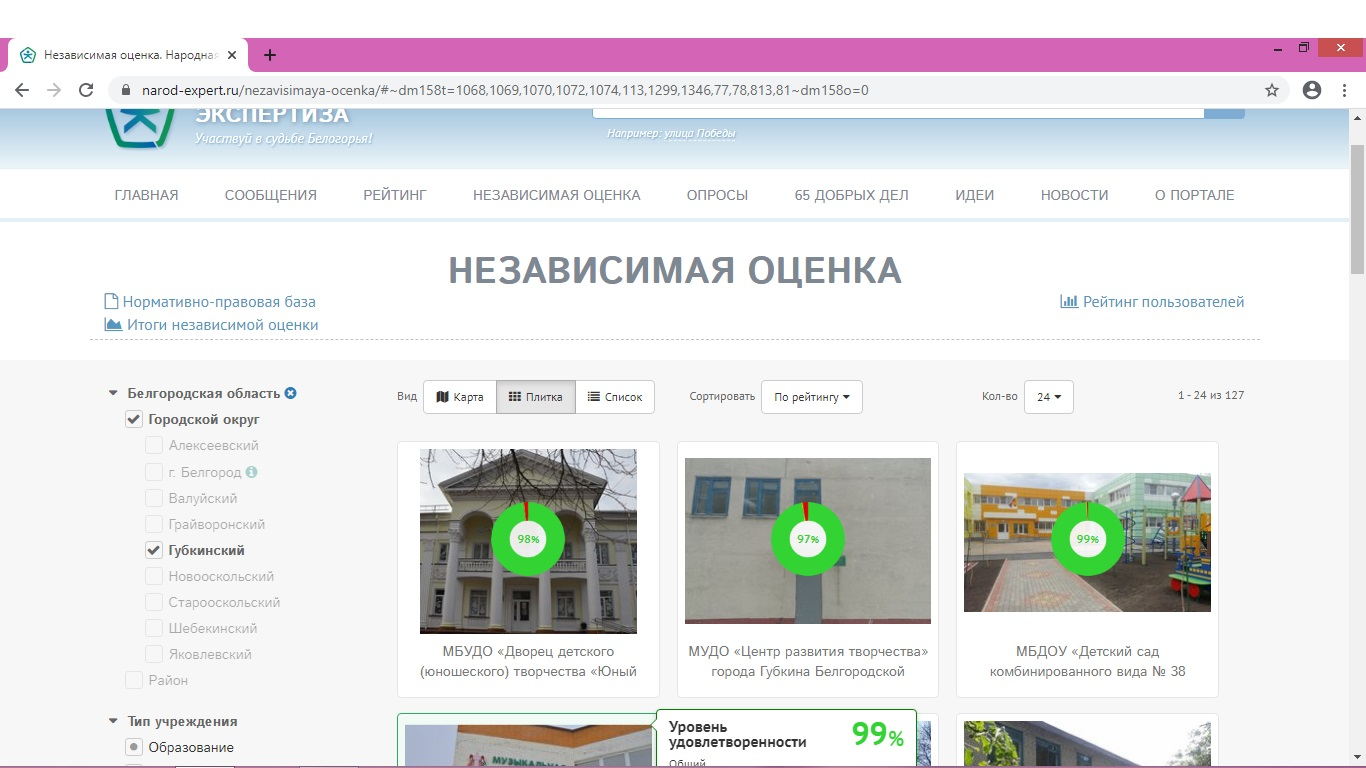 Независимая оценка. Народная
narod-expert.ru/nezavisimaya-ocenka/#~dm158t=1068,1069,1070,1072,1074,113,1299,1346,77,78,813,81~dm158o=0
ЭКСПЕРТИЗА
Участвуй в судьбе Белогорья!
Например: улица Победы
ГЛАВНАЯ СООБЩЕНИЯ РЕЙТИНГ НЕЗАВИСИМАЯ ОЦЕНКА ОПРОСЫ 65 ДОБРЫХ ДЕЛ ИДЕИ НОВОСТИ О ПОРТАЛЕ
НЕЗАВИСИМАЯ ОЦЕНКА
Нормативно-правовая база
Итоги независимой оценки
Рейтинг пользователей
Белгородская область
Городской округ
Алексеевский
г. Белгород
Валуйский
Грайворонский
Губкинский
Новооскольский
Старооскольский
Шебекинский
Яковлевский
Район
Тип учреждения
Образование
Вид Карта Плитка Список Сортировать По рейтингу Кол-во 24 1 - 24 из 127
98%
МБУДО «Дворец детского
(юношеского) творчества «Юный
97%
МУДО «Центр развития творчества»
города Губкина Белгородской
99%
МБДОУ «Детский сад
комбинированного вида № 38
МУЗЫКАЛЬНАЯ
Уровень
удовлетворенности
99%
Общий